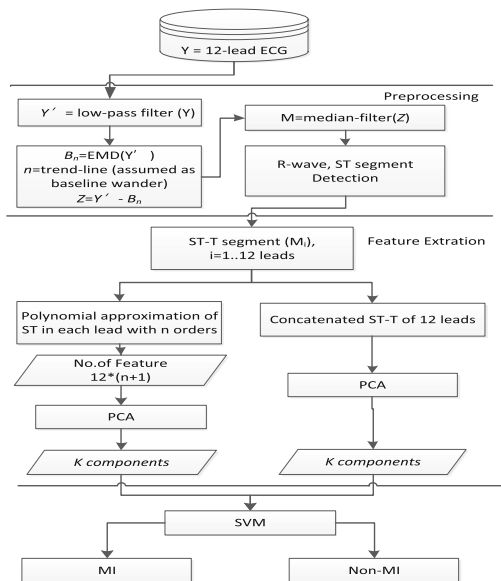 Y = 12-lead ECG
Preprocessing
Y′ = low-pass filter (Y)
Bn=EMD(Y’ )
n=trend-line (assumed as
baseline wander)
Z=Y′ - Bn
M=median-filter(Z)
R-wave, ST segment
Detection
Feature Extration
ST-T segment (Mi),
i=1..12 leads
Polynomial approximation of
ST in each lead with n orders
No.of Feature
12*(n+1)
PCA
K components
Concatenated ST-T of 12 leads
PCA
K components
SVM
MI
Non-MI